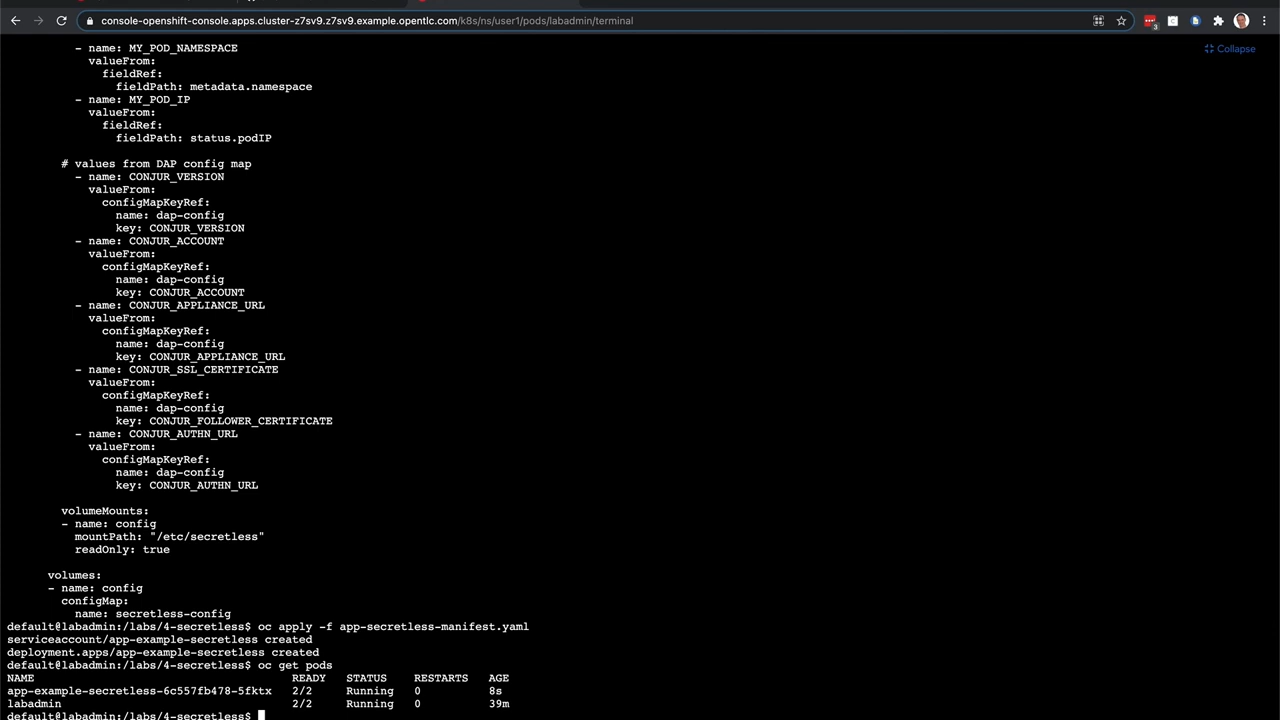 console-openshift-console.apps.cluster-z7sv9.z7sv9.example.opentlc.com/k8s/ns/user1/pods/labadmin/terminal
3
Collapse
- name: MY_POD_NAMESPACE
valueFrom:
fieldRef:
fieldPath: metadata.namespace
- name: MY_POD_IP
valueFrom:
fieldRef:
fieldPath: status.podIP
# values from DAP config map
- name: CONJUR_VERSION
valueFrom:
configMapKeyRef:
name: dap-config
key: CONJUR_VERSION
- name: CONJUR_ACCOUNT
valueFrom:
configMapKeyRef:
name: dap-config
key: CONJUR_ACCOUNT
- name: CONJUR_APPLIANCE_URL
valueFrom:
configMapKeyRef:
name: dap-config
key: CONJUR_APPLIANCE_URL
- name: CONJUR_SSL_CERTIFICATE
valueFrom:
configMapKeyRef:
name: dap-config
key: CONJUR_FOLLOWER_CERTIFICATE
- name: CONJUR_AUTHN_URL
valueFrom:
configMapKeyRef:
name: dap-config
key: CONJUR_AUTHN_URL
volumeMounts:
- name: config
mountPath: "/etc/secretless"
readOnly: true
volumes:
- name: config
configMap:
name: secretless-config
default@labadmin:/labs/4-secretless$ oc apply -f app-secretless-manifest.yaml
serviceaccount/app-example-secretless created
deployment.apps/app-example-secretless created
default@labadmin:/labs/4-secretless$ oc get pods
NAME READY STATUS RESTARTS AGE
app-example-secretless-6c557fb478-5fktx 2/2 Running 0 8s
labadmin 2/2 Running 0 39m
default@labadmin:/labs/4-secretless$